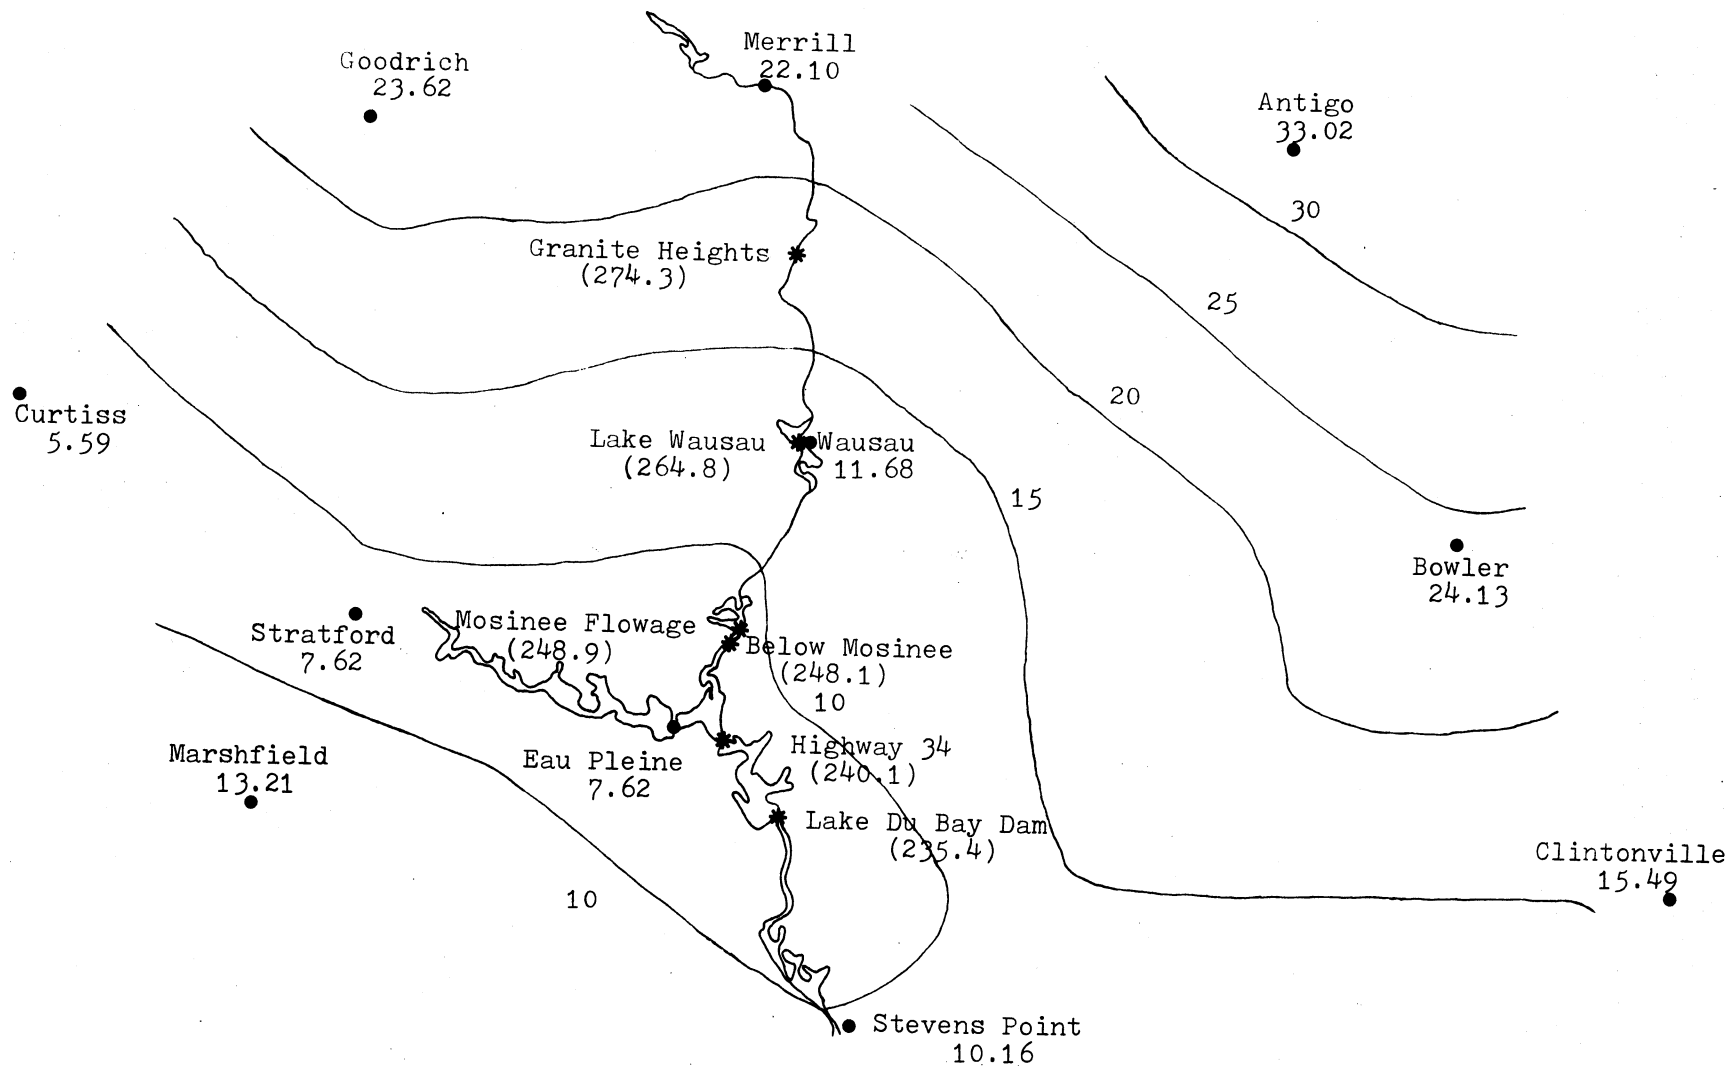 Merrill
22.10
Goodrich
23.62
Antigo
33.02
30
Granite Heights
(274.3)
25
20
Curtiss
5.59
Lake Wausau
(264.8)
Wausau
11.68
15
Bowler
24.13
Stratford
7.62
Mosinee Flowage
(248.9)
Below Mosinee
(248.1)
10
Marshfield
13.21
Eau Pleine
7.62
Highway 34
(240.1)
Lake Du Bay Dam
(235.4)
Clintonville
15.49
10
Stevens Point
10.16